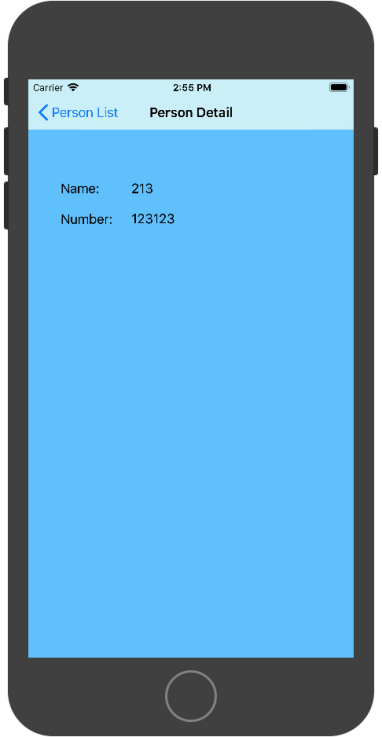 Carrier 2:55 PM
Person List Person Detail
Name: 213
Number: 123123